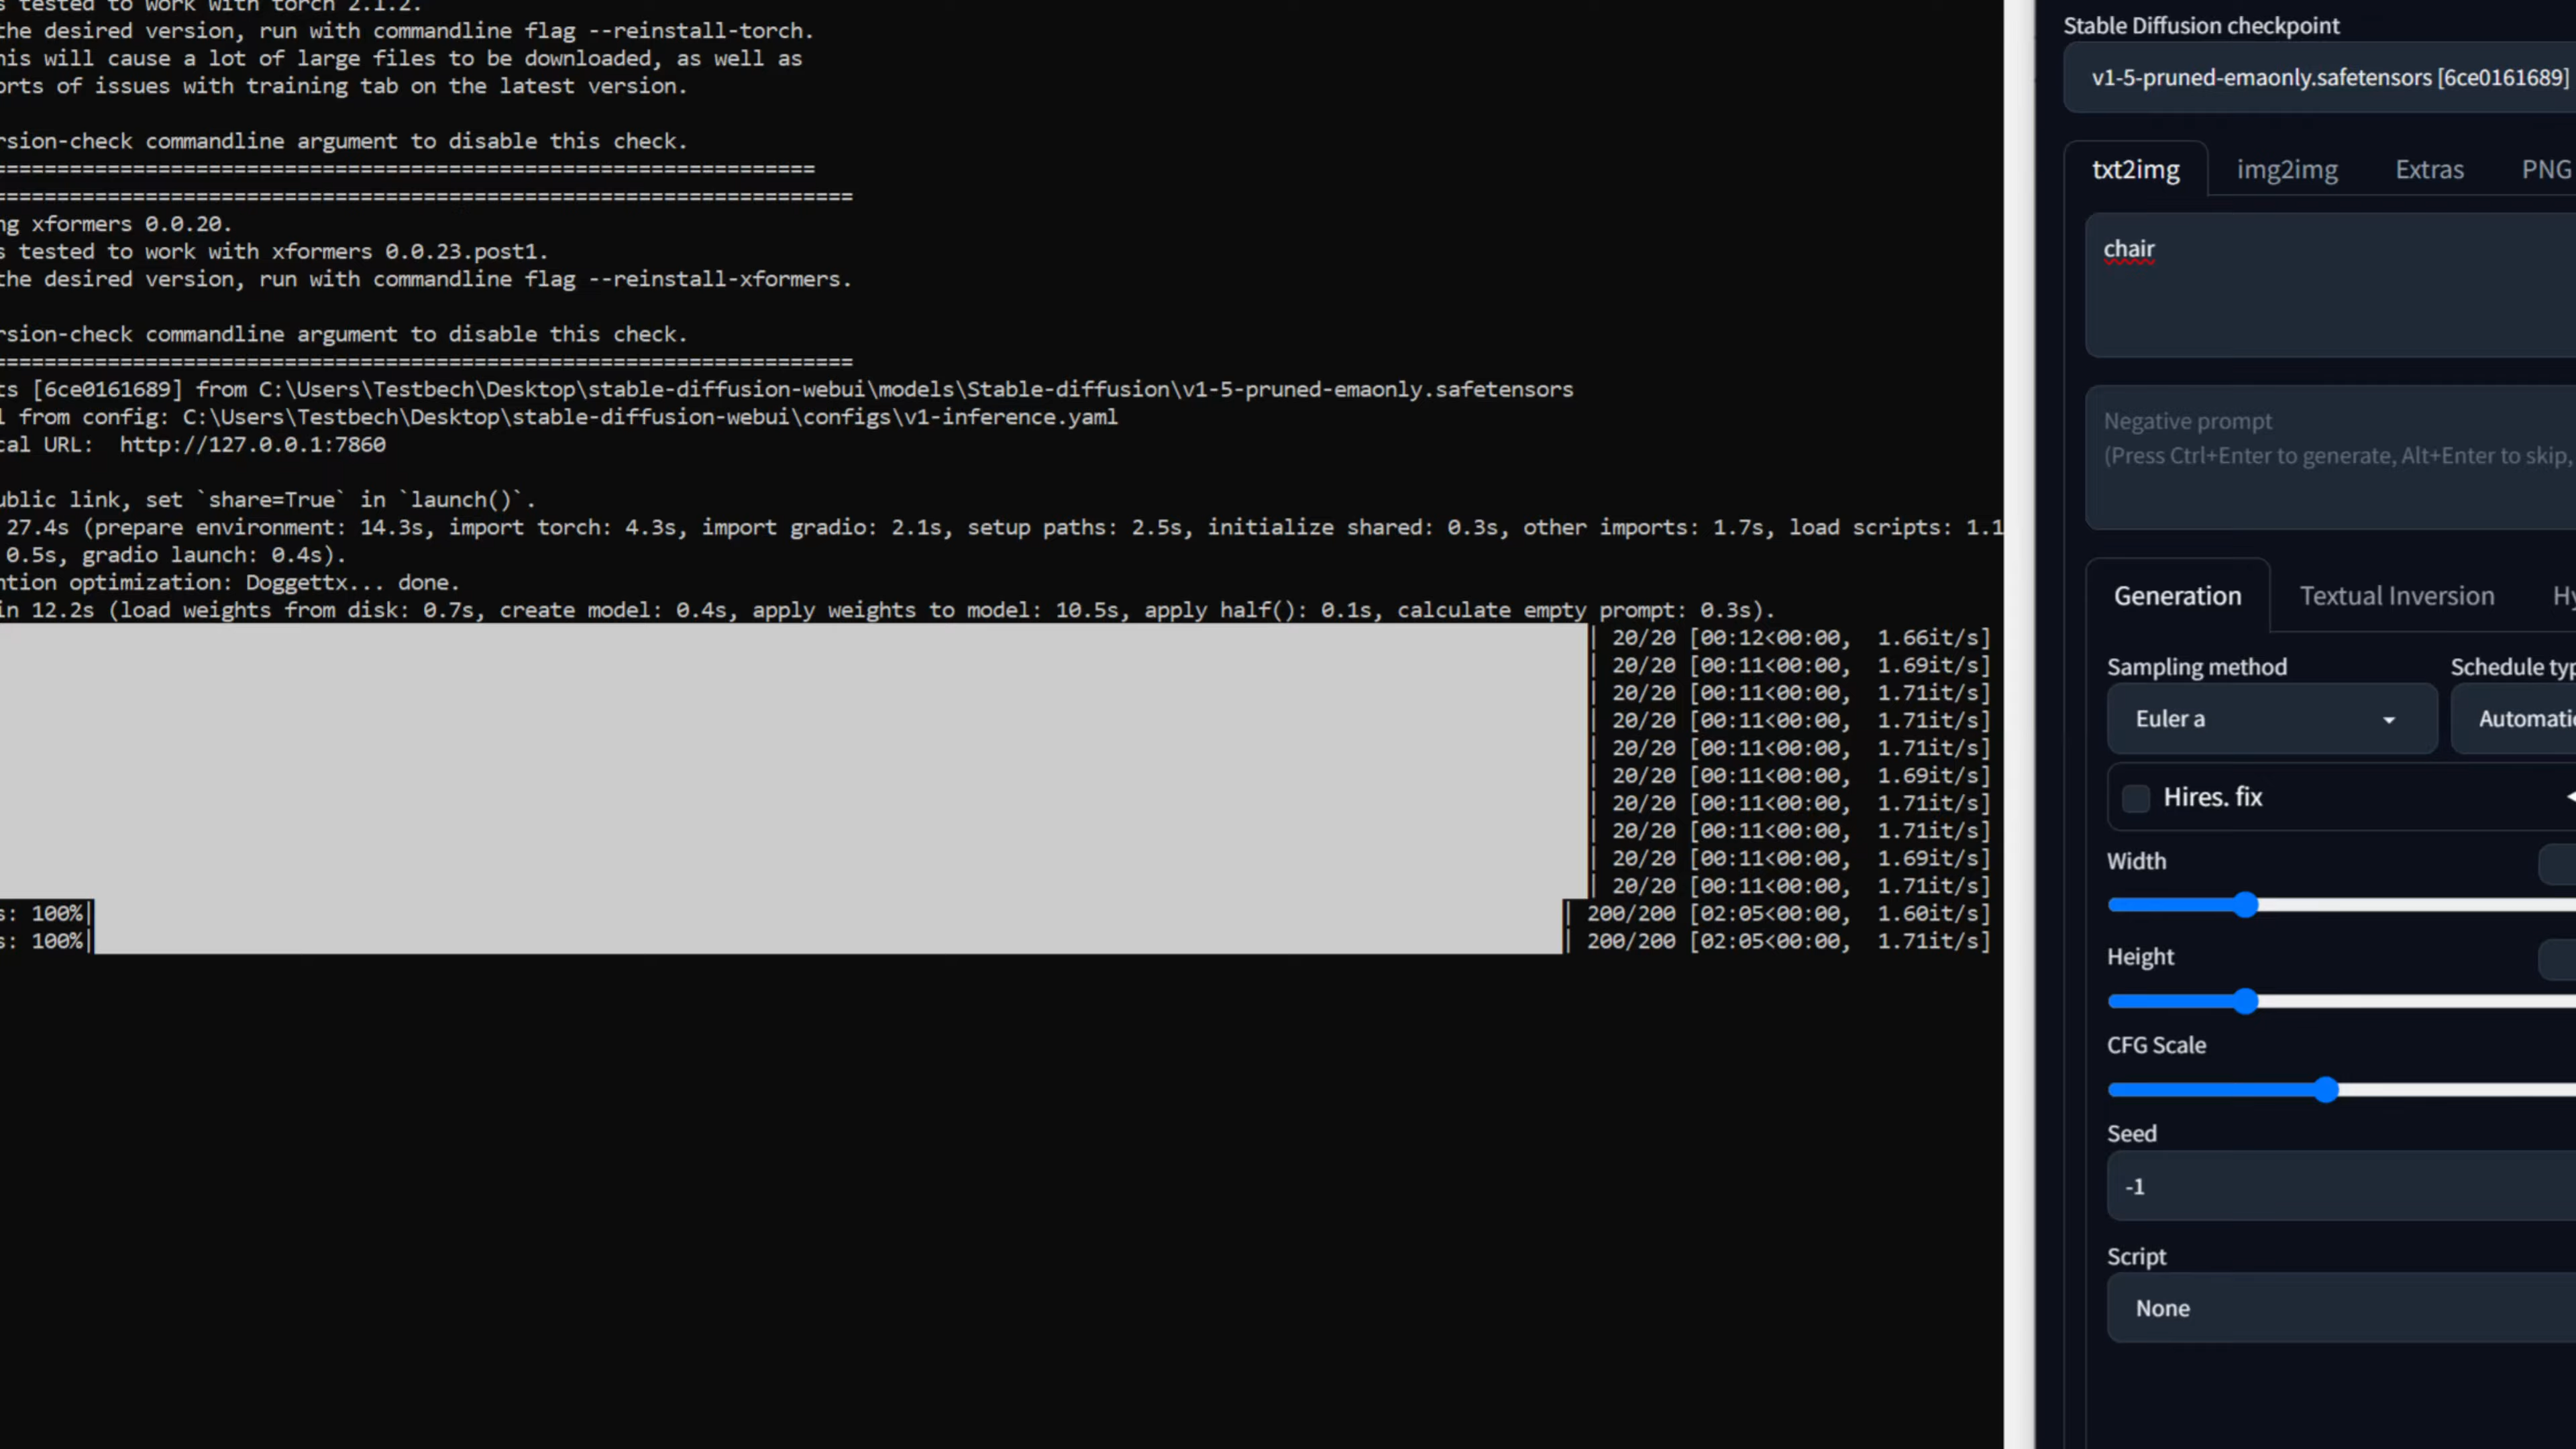 s tested to work with torch 2.1.2.
the desired version, run with commandline flag --reinstall-torch.
his will cause a lot of large files to be downloaded, as well as
orts of issues with training tab on the latest version.
rsion-check commandline argument to disable this check.
================================================================
===================================================================
ng xformers 0.0.20.
s tested to work with xformers 0.0.23.post1.
the desired version, run with commandline flag --reinstall-xformers.
rsion-check commandline argument to disable this check.
===================================================================
ts [6ce0161689] from C:\Users\Testbech\Desktop\stable-diffusion-webui\models\Stable-diffusion\v1-5-pruned-emaonly.safetensors
l from config: C:\Users\Testbech\Desktop\stable-diffusion-webui\configs\v1-inference.yaml
cal URL:  http://127.0.0.1:7860
ublic link, set `share=True` in `launch()`.
27.4s (prepare environment: 14.3s, import torch: 4.3s, import gradio: 2.1s, setup paths: 2.5s, initialize shared: 0.3s, other imports: 1.7s, load scripts: 1.1
0.5s, gradio launch: 0.4s).
ntion optimization: Doggettx... done.
in 12.2s (load weights from disk: 0.7s, create model: 0.4s, apply weights to model: 10.5s, apply half(): 0.1s, calculate empty prompt: 0.3s).
| 20/20 [00:12<00:00,  1.66it/s]
| 20/20 [00:11<00:00,  1.69it/s]
| 20/20 [00:11<00:00,  1.71it/s]
| 20/20 [00:11<00:00,  1.71it/s]
| 20/20 [00:11<00:00,  1.71it/s]
| 20/20 [00:11<00:00,  1.69it/s]
| 20/20 [00:11<00:00,  1.71it/s]
| 20/20 [00:11<00:00,  1.71it/s]
| 20/20 [00:11<00:00,  1.69it/s]
| 20/20 [00:11<00:00,  1.71it/s]
s: 100%| | 200/200 [02:05<00:00,  1.60it/s]
s: 100%| | 200/200 [02:05<00:00,  1.71it/s]
Stable Diffusion checkpoint
v1-5-pruned-emaonly.safetensors [6ce0161689]
txt2img img2img Extras PNG
chair
Negative prompt
(Press Ctrl+Enter to generate, Alt+Enter to skip,
Generation Textual Inversion Hy
Sampling method Schedule typ
Euler a Automatic
Hires. fix
Width
Height
CFG Scale
Seed
-1
Script
None